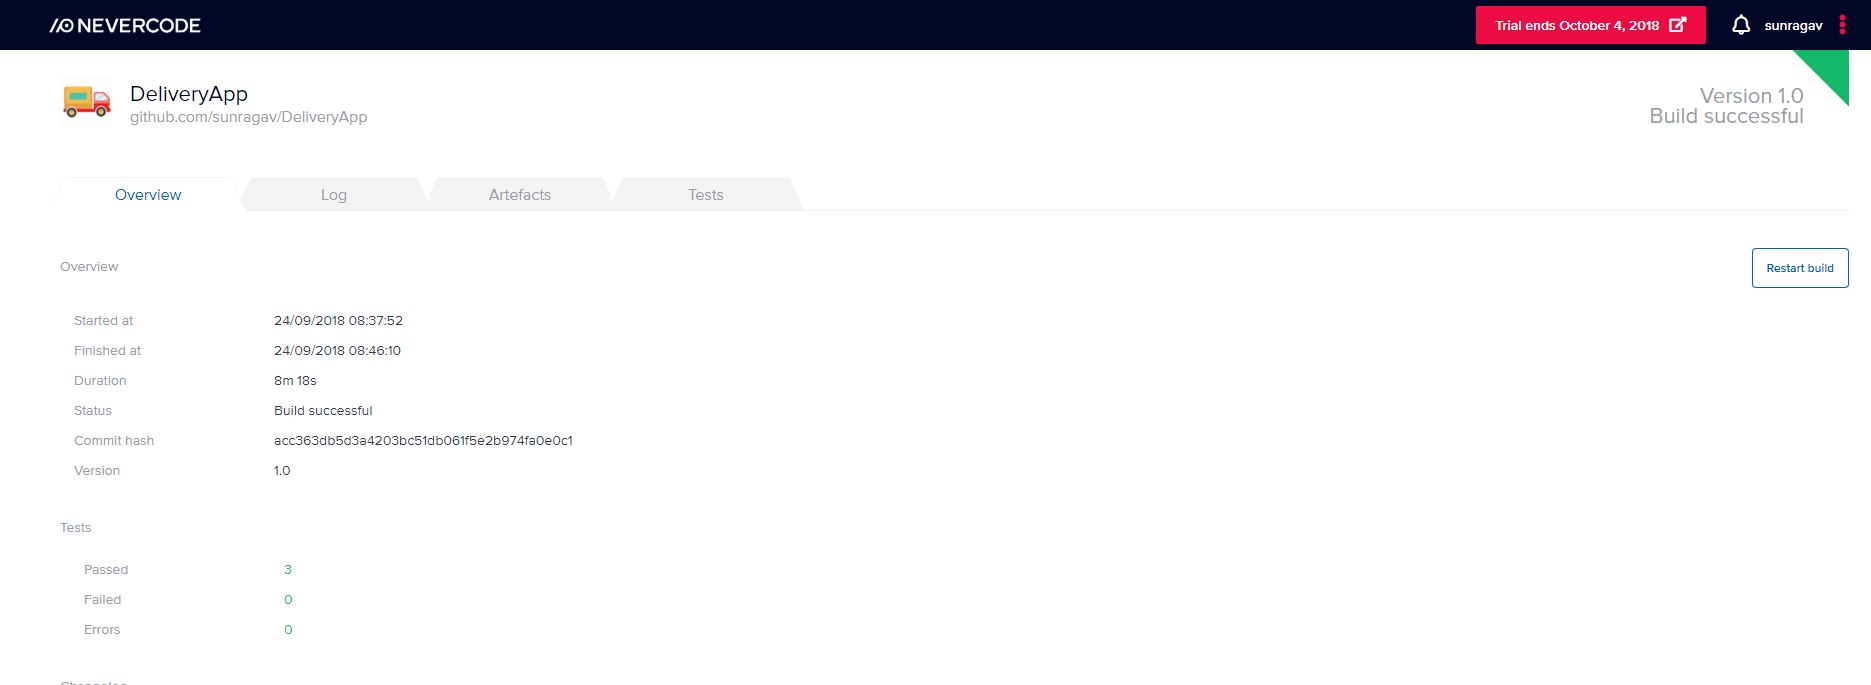 NEVERCODE
Trial ends October 4, 2018
sunragav
DeliveryApp
github.com/sunragav/DeliveryApp
Version 1.0
Build successful
Overview
Log
Artefacts
Tests
Overview
Restart build
Started at 24/09/2018 08:37:52
Finished at 24/09/2018 08:46:10
Duration 8m 18s
Status Build successful
Commit hash acc363db5d3a4203bc51db061f5e2b974fa0e0c1
Version 1.0
Tests
Passed 3
Failed 0
Errors 0